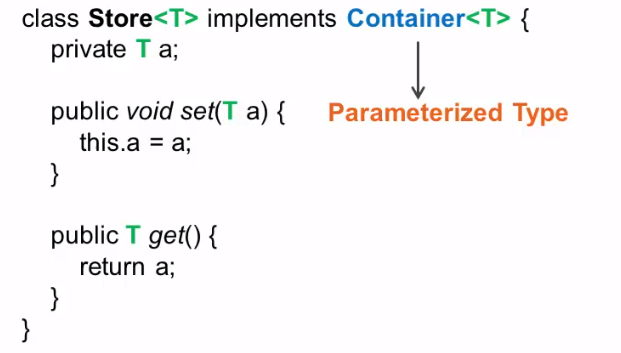 class Store<T> implements Container<T> {
private T a;
public void set(T a) {
Parameterized Type
this.a = a;
}
public T get() {
return a;
}
}